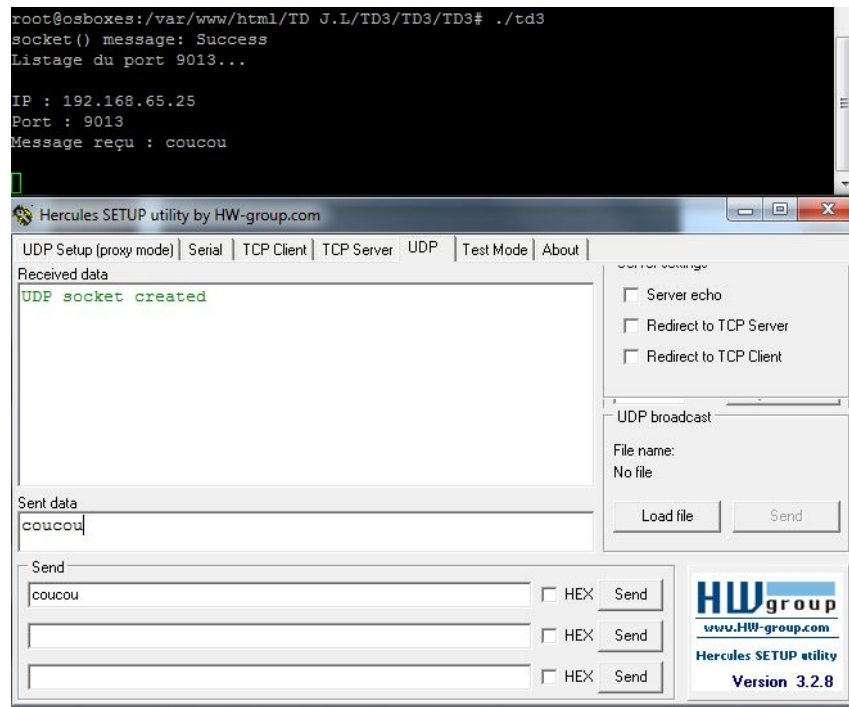 root@osboxes:/var/www/html/TD J.L/TD3/TD3/TD3# ./td3
socket() message: Success
Listage du port 9013...
IP : 192.168.65.25
Port : 9013
Message reçu : coucou
Hercules SETUP utility by HW-group.com
UDP Setup (proxy mode) Serial TCP Client TCP Server UDP Test Mode About
Received data
UDP socket created
Server settings
Server echo
Redirect to TCP Server
Redirect to TCP Client
UDP broadcast
File name:
No file
Load file Send
Sent data
coucou
Send
coucou HEX Send
HEX Send
HEX Send
HW group
www.HW-group.com
Hercules SETUP utility
Version 3.2.8